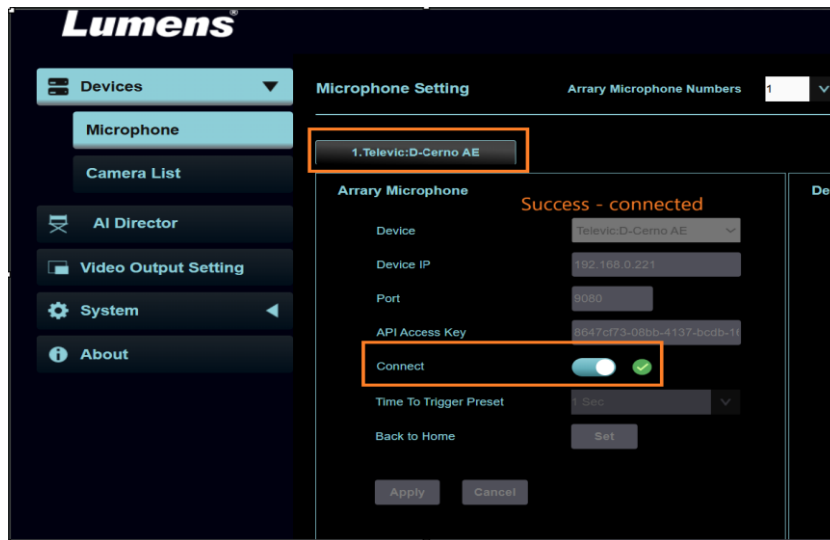 Lumens®
Devices
Microphone
Camera List
AI Director
Video Output Setting
System
About
Microphone Setting
Arrary Microphone Numbers 1
1.Televic:D-Cerno AE
Arrary Microphone
Success - connected
Device Televic:D-Cerno AE
Device IP 192.168.0.221
Port 9080
API Access Key 8647cf73-08bb-4137-bcdb-16
Connect
Time To Trigger Preset 1 Sec
Back to Home Set
Apply Cancel
De